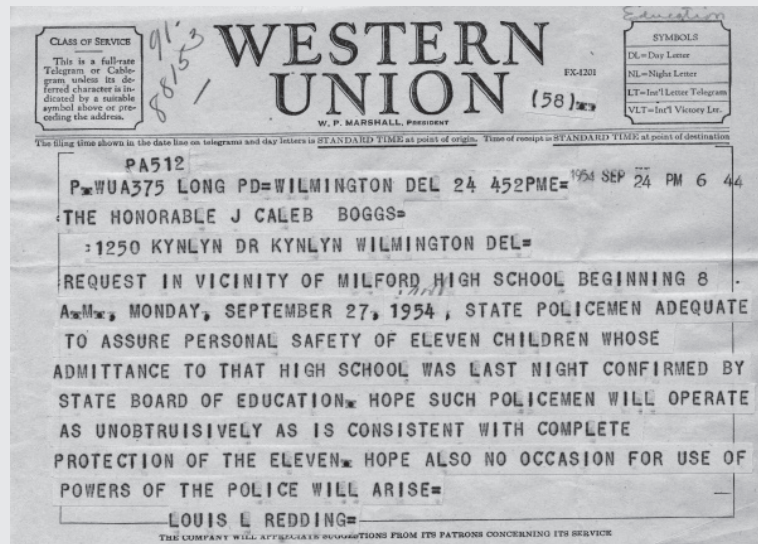 Education
CLASS OF SERVICE
This is a full-rate
Telegram or Cable-
gram unless its de-
ferred character is in-
dicated by a suitable
symbol above or pre-
ceding the address.
91-
88153
WESTERN
UNION
W. P. MARSHALL, PRESIDENT
FX-1201
(58)
SYMBOLS
DL=Day Letter
NL=Night Letter
LT=Int'l Letter Telegram
VLT=Int'l Victory Ltr.
The filing time shown in the date line on telegrams and day letters is STANDARD TIME at point of origin. Time of receipt is STANDARD TIME at point of destination
PA512
P WUA375 LONG PD=WILMINGTON DEL 24 452PME= 1954 SEP 24 PM 6 44
:THE HONORABLE J CALEB BOGGS=
:1250 KYNLYN DR KYNLYN WILMINGTON DEL=
REQUEST IN VICINITY OF MILFORD HIGH SCHOOL BEGINNING 8
A.M., MONDAY, SEPTEMBER 27, 1954, STATE POLICEMEN ADEQUATE
TO ASSURE PERSONAL SAFETY OF ELEVEN CHILDREN WHOSE
ADMITTANCE TO THAT HIGH SCHOOL WAS LAST NIGHT CONFIRMED BY
STATE BOARD OF EDUCATION. HOPE SUCH POLICEMEN WILL OPERATE
AS UNOBTRUISIVELY AS IS CONSISTENT WITH COMPLETE
PROTECTION OF THE ELEVEN. HOPE ALSO NO OCCASION FOR USE OF
POWERS OF THE POLICE WILL ARISE=
LOUIS L REDDING=
THE COMPANY WILL APPRECIATE SUGGESTIONS FROM ITS PATRONS CONCERNING ITS SERVICE